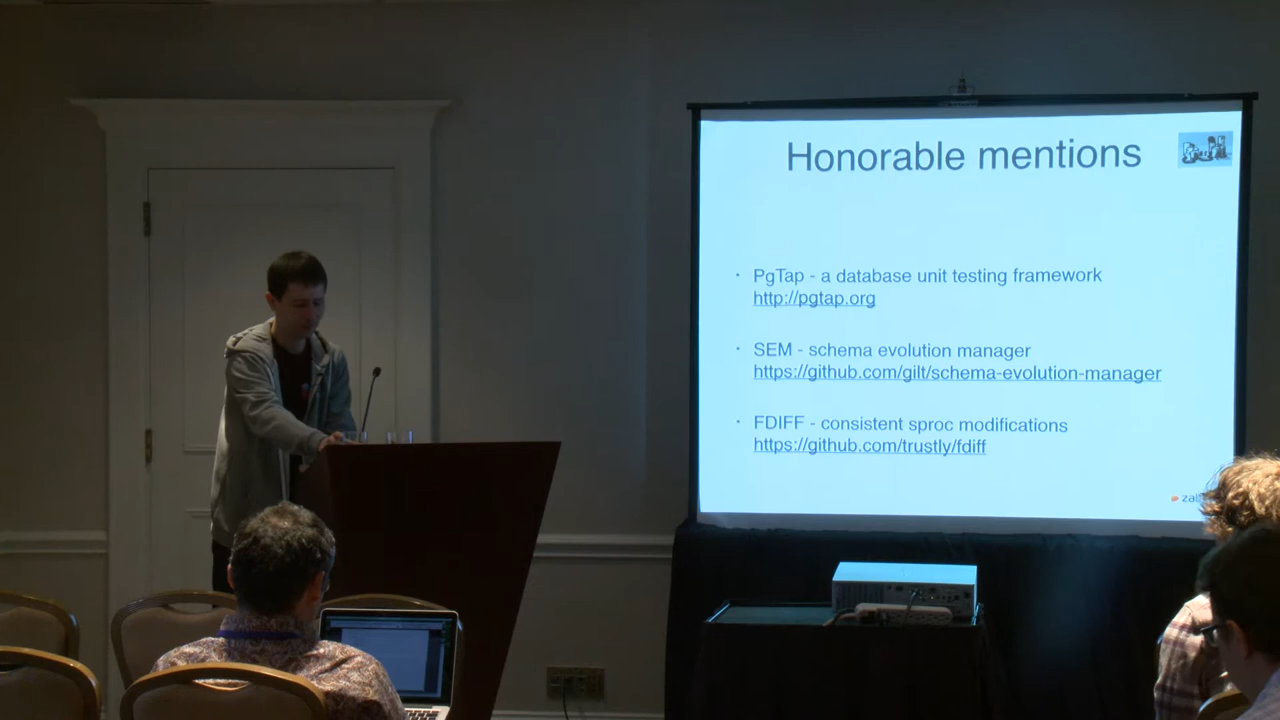 Honorable mentions
· PgTap - a database unit testing framework
http://pgtap.org
· SEM - schema evolution manager
https://github.com/gilt/schema-evolution-manager
· FDIFF - consistent sproc modifications
https://github.com/trustly/fdiff